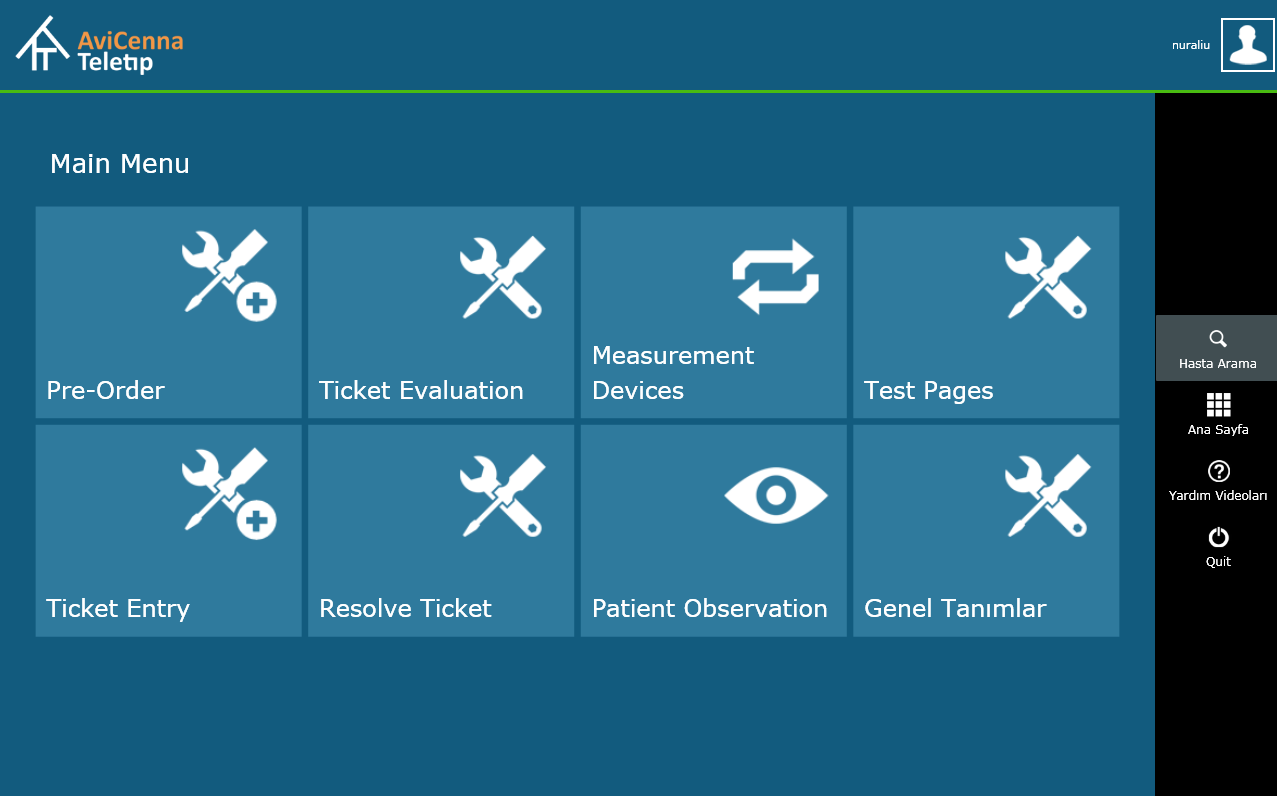 AviCenna
Teletıp
nuraliu
Main Menu
Pre-Order
Ticket Evaluation
Measurement
Devices
Test Pages
Ticket Entry
Resolve Ticket
Patient Observation
Genel Tanımlar
Hasta Arama
Ana Sayfa
Yardım Videoları
Quit